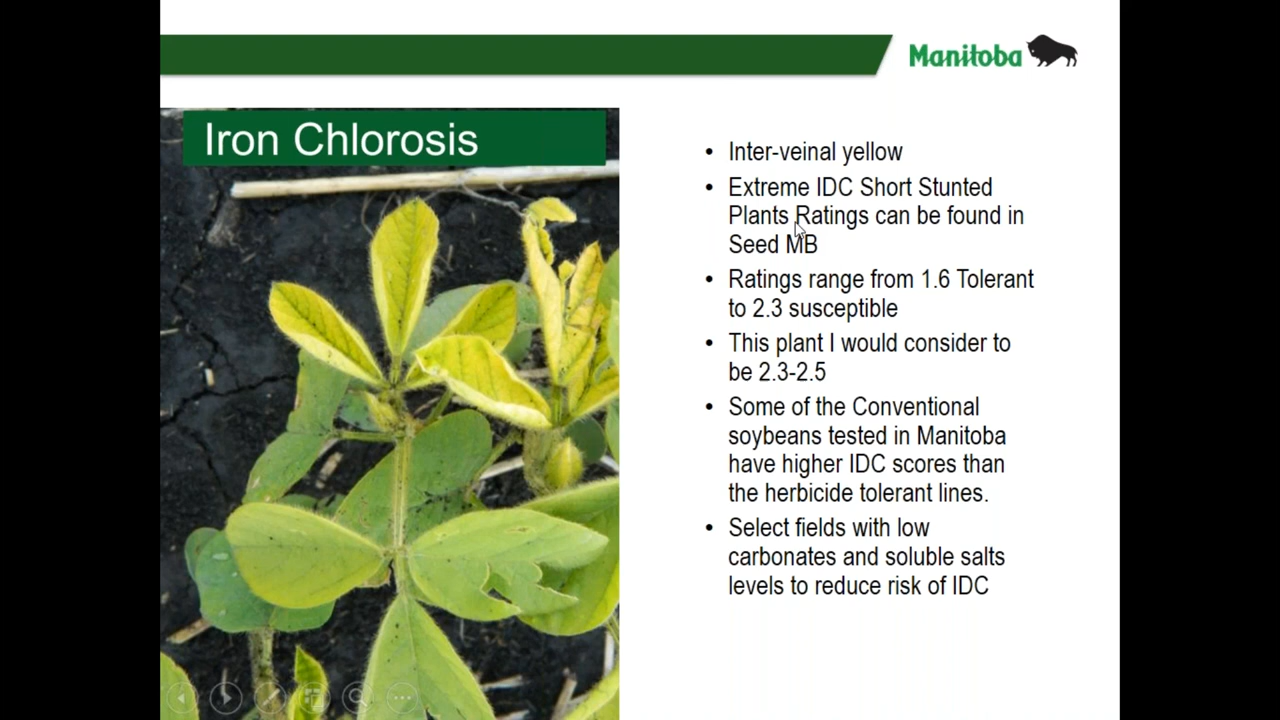 Manitoba
Iron Chlorosis
• Inter-veinal yellow
• Extreme IDC Short Stunted
Plants Ratings can be found in
Seed MB
• Ratings range from 1.6 Tolerant
to 2.3 susceptible
• This plant I would consider to
be 2.3-2.5
• Some of the Conventional
soybeans tested in Manitoba
have higher IDC scores than
the herbicide tolerant lines.
• Select fields with low
carbonates and soluble salts
levels to reduce risk of IDC